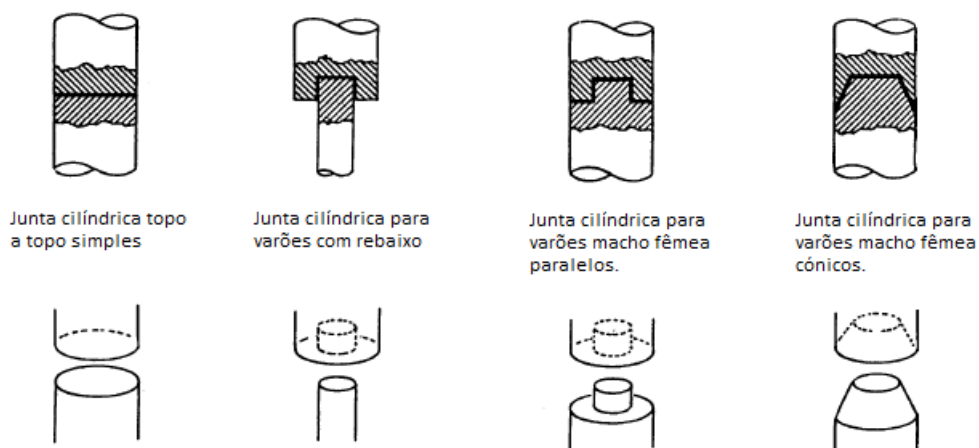 Junta cilíndrica topo
a topo simples
Junta cilíndrica para
varões com rebaixo
Junta cilíndrica para
varões macho fêmea
paralelos.
Junta cilíndrica para
varões macho fêmea
cónicos.